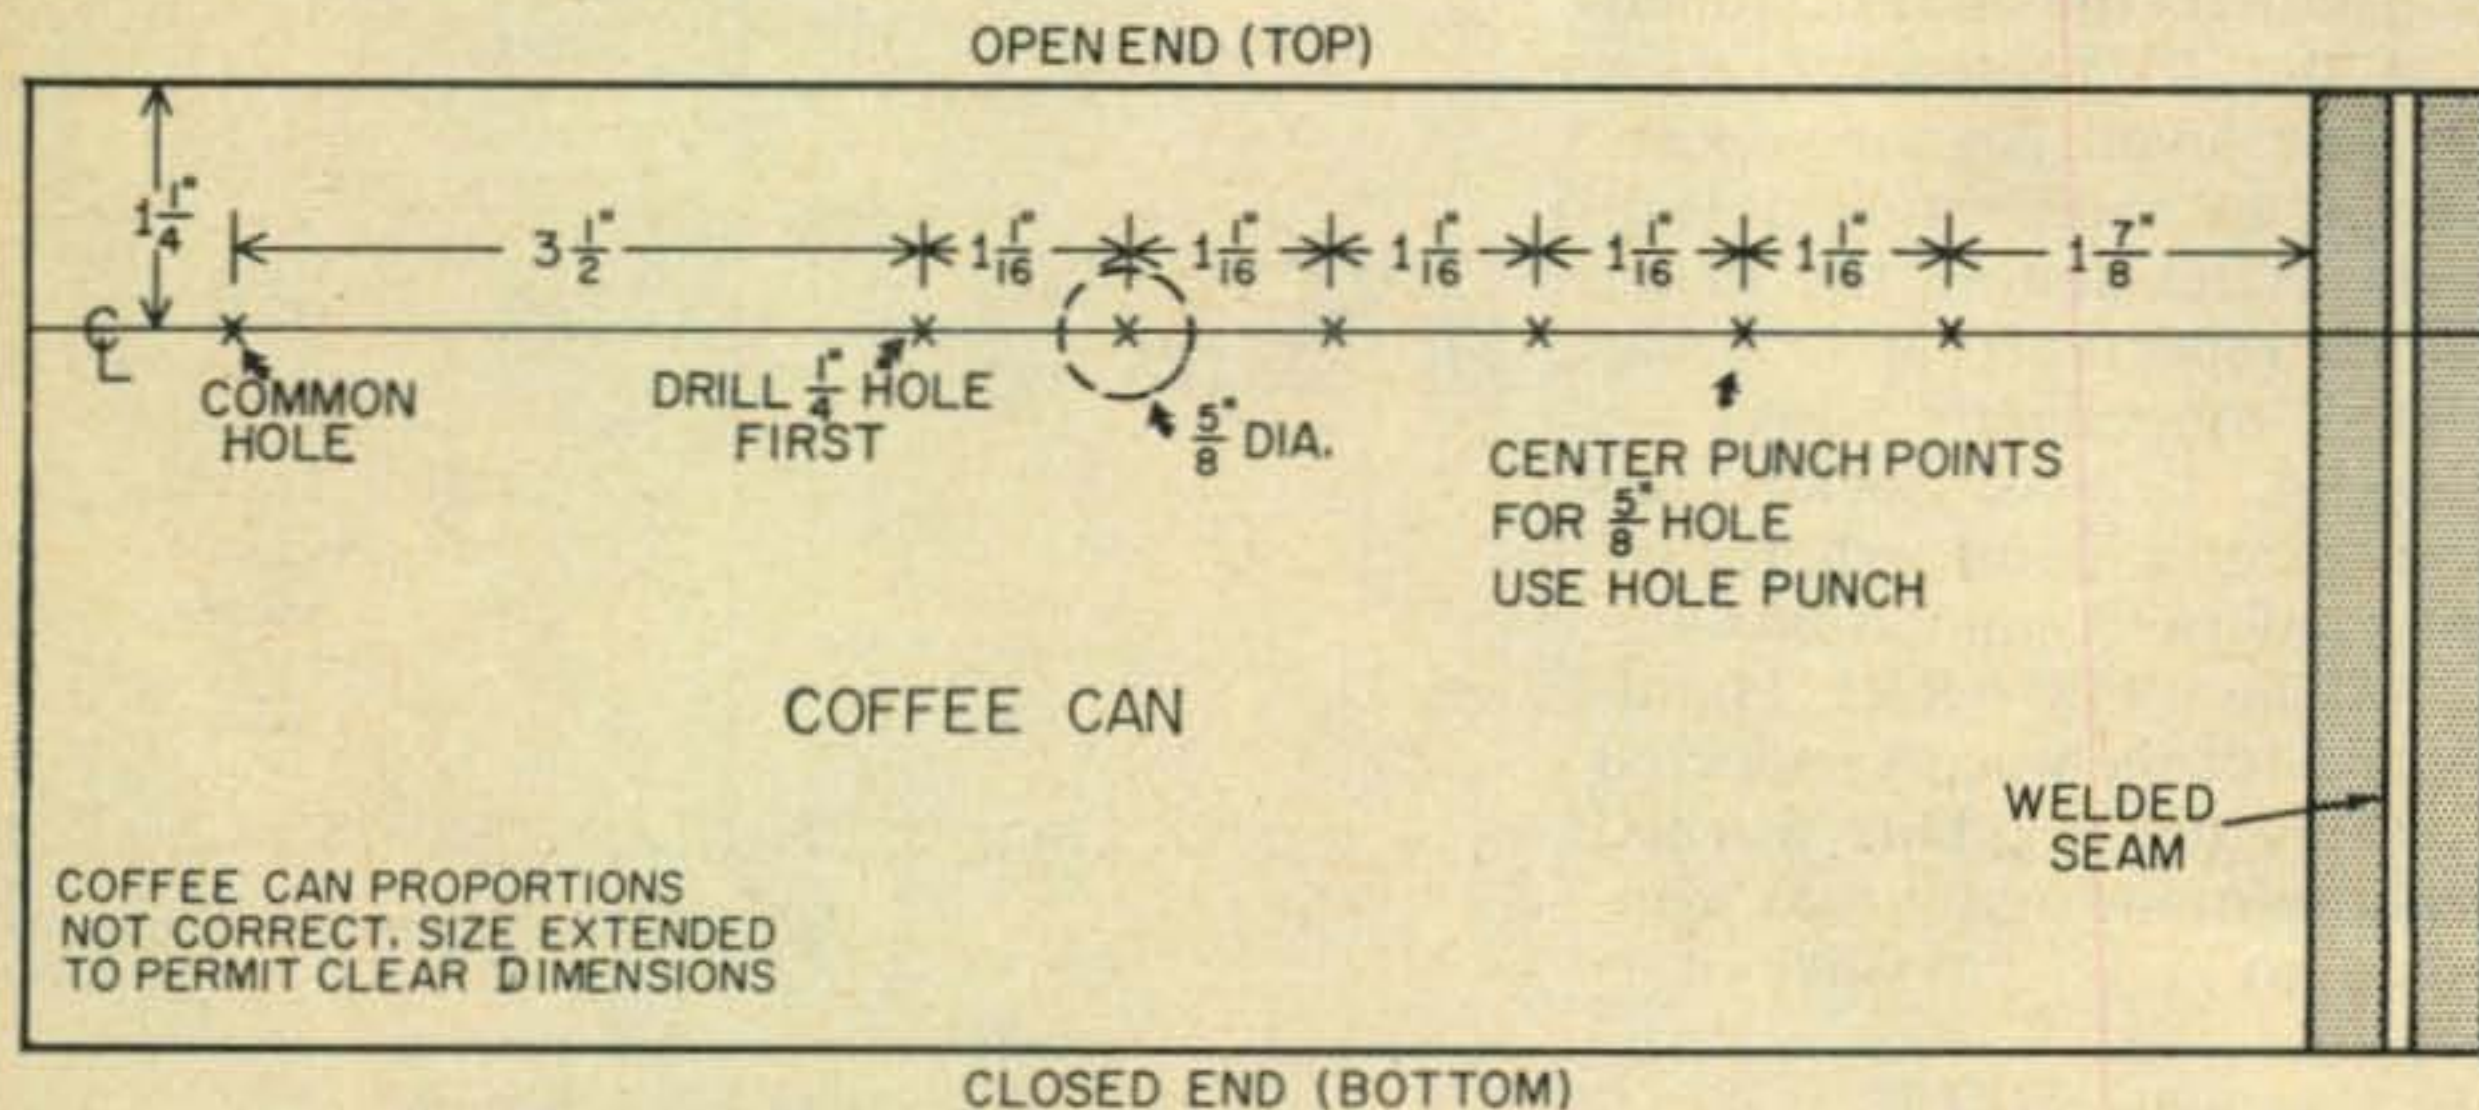 OPEN END (TOP)
1 1/4"
3 1/2"
1 1/16"
1 1/16"
1 1/16"
1 1/16"
1 1/16"
1 7/8"
CL
COMMON
HOLE
DRILL 1/4" HOLE
FIRST
5/8" DIA.
CENTER PUNCH POINTS
FOR 5/8" HOLE
USE HOLE PUNCH
COFFEE CAN
WELDED
SEAM
COFFEE CAN PROPORTIONS
NOT CORRECT. SIZE EXTENDED
TO PERMIT CLEAR DIMENSIONS
CLOSED END (BOTTOM)